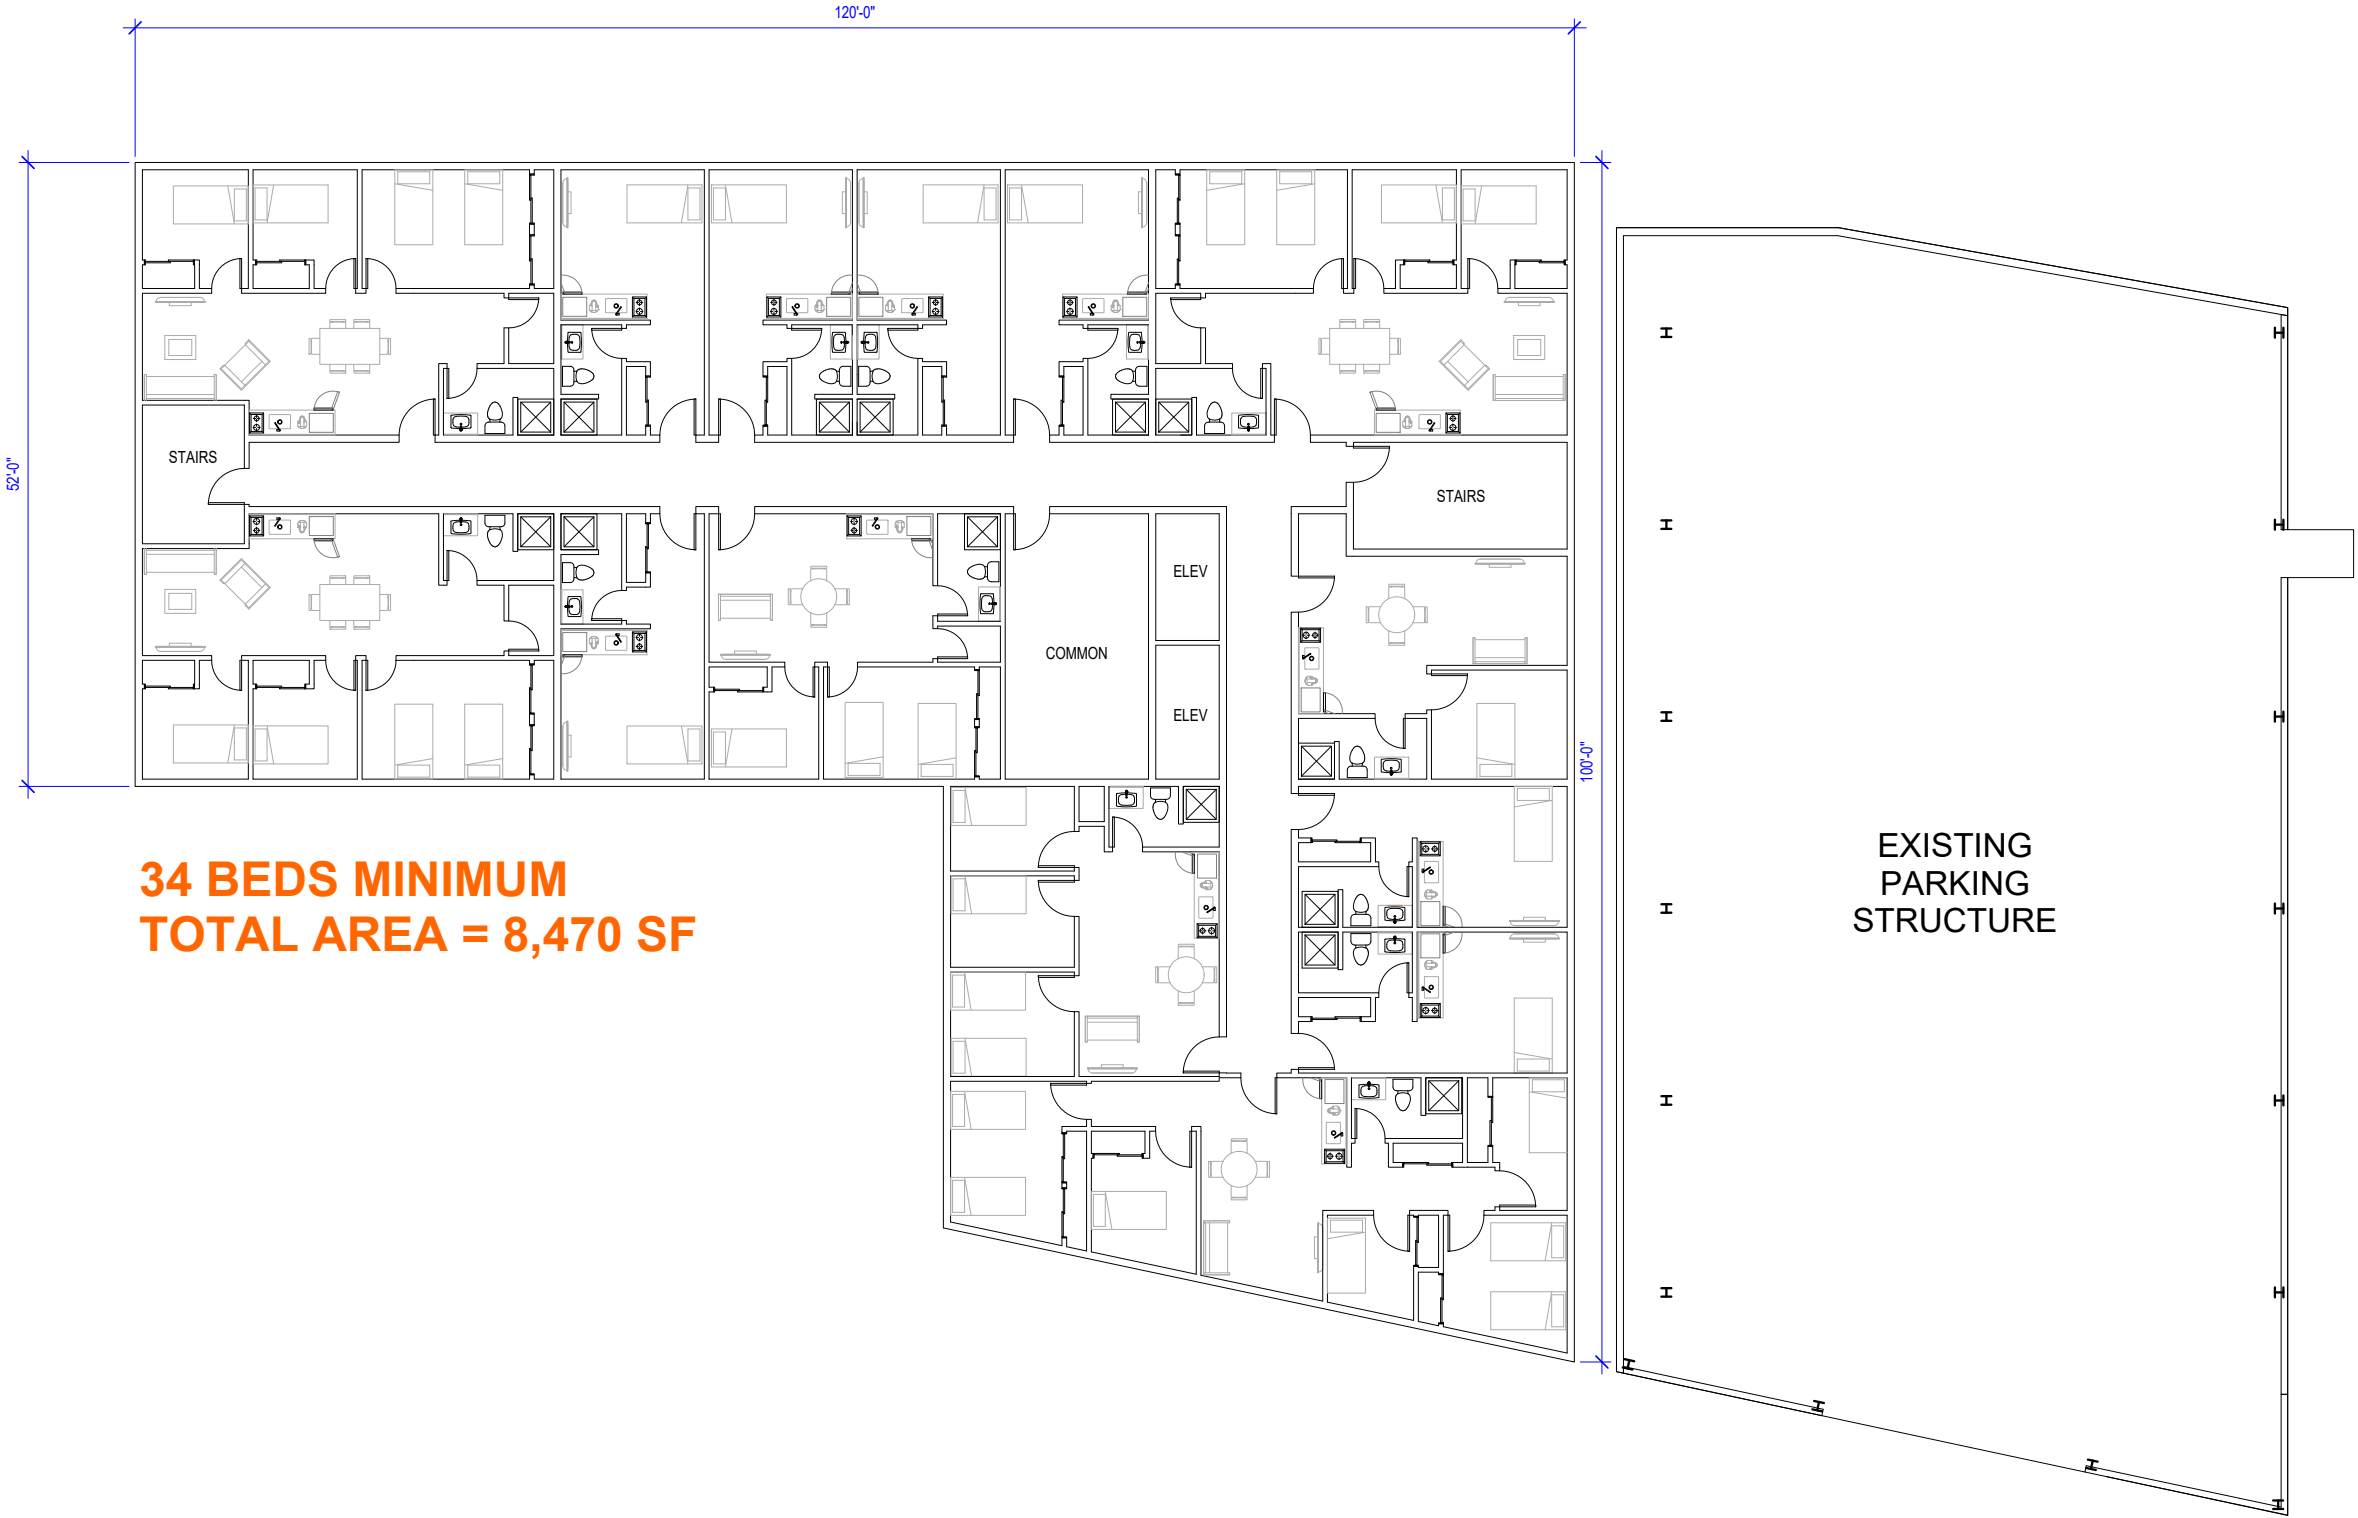 120'-0"
52'-0"
STAIRS
STAIRS
ELEV
COMMON
ELEV
100'-0"
34 BEDS MINIMUM
TOTAL AREA = 8,470 SF
EXISTING
PARKING
STRUCTURE